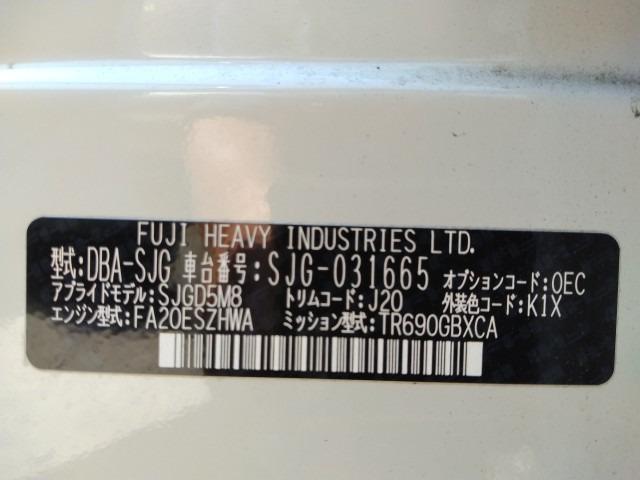 FUJI HEAVY INDUSTRIES LTD.
型式:DBA-SJG 車台番号:SJG-031665 オプションコード:OEC
アプライドモデル:SJGD5M8 トリムコード:J20 外装色コード:K1X
エンジン型式:FA20ESZHWA ミッション型式:TR690GBXCA